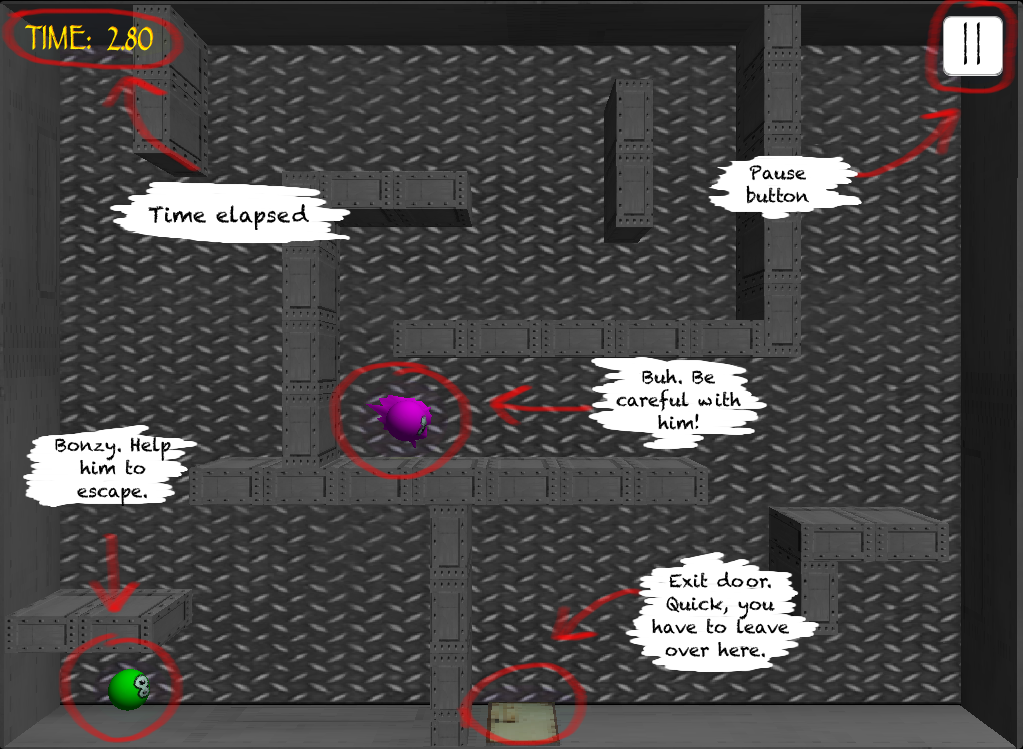 TIME: 2.80
Pause
button
Time elapsed
Buh. Be
careful with
him!
Bonzy. Help
him to
escape.
Exit door.
Quick, you
have to leave
over here.